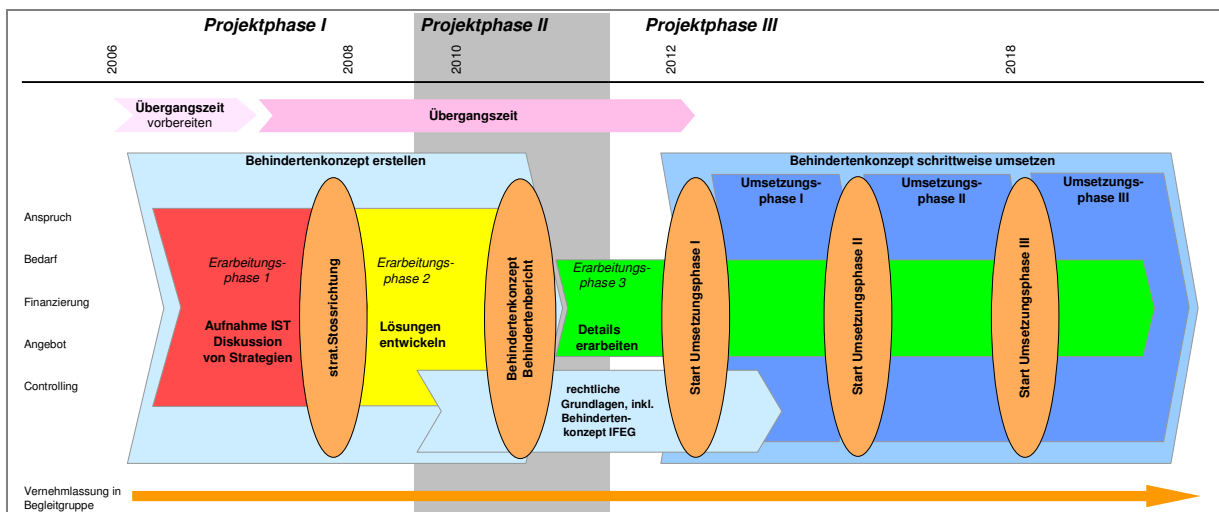 Projektphase I
Projektphase II
Projektphase III
2006
2008
2010
2012
2018
Übergangszeit
vorbereiten
Übergangszeit
Behindertenkonzept erstellen
Behindertenkonzept schrittweise umsetzen
Umsetzungs-
phase I
Umsetzungs-
phase II
Umsetzungs-
phase III
Anspruch
Bedarf
Finanzierung
Angebot
Controlling
Erarbeitungs-
phase 1
Aufnahme IST
Diskussion
von Strategien
strat.Stossrichtung
Erarbeitungs-
phase 2
Lösungen
entwickeln
Behindertenkonzept
Behindertenbericht
Erarbeitungs-
phase 3
Details
erarbeiten
rechtliche
Grundlagen, inkl.
Behinderten-
konzept IFEG
Start Umsetzungsphase I
Start Umsetzungsphase II
Start Umsetzungsphase III
Vernehmlassung in
Begleitgruppe